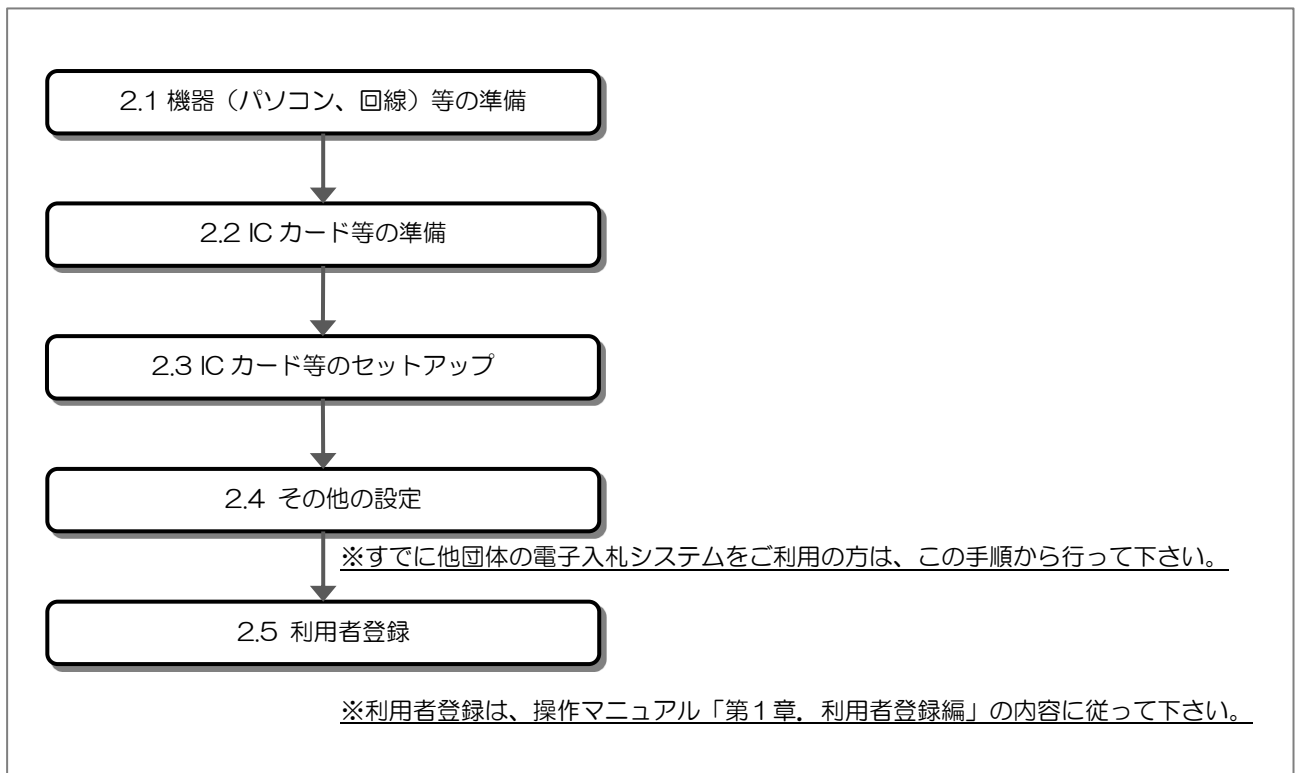 2.1 機器（パソコン、回線）等の準備
2.2 IC カード等の準備
2.3 IC カード等のセットアップ
2.4 その他の設定
※すでに他団体の電子入札システムをご利用の方は、この手順から行って下さい。
2.5 利用者登録
※利用者登録は、操作マニュアル「第１章．利用者登録編」の内容に従って下さい。